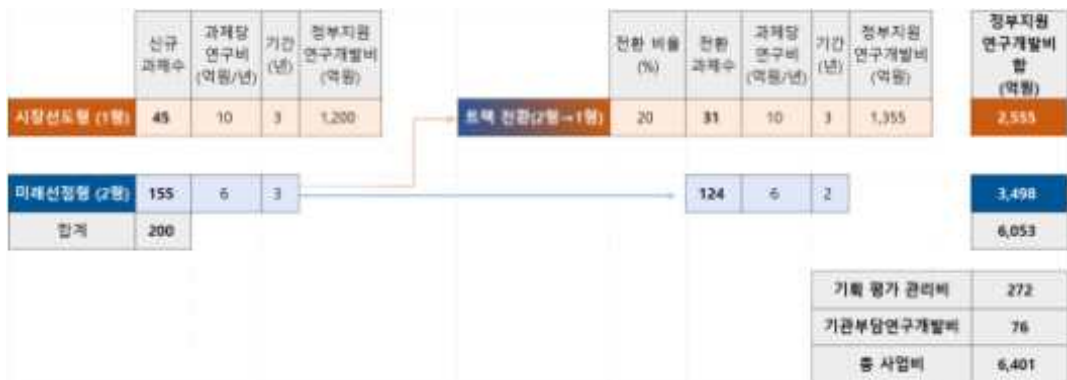 신규 과제수 과제당 연구비 (억원/년) 기간 (년) 정부지원 연구개발비 (억원) 전환 비율 (%) 전환 과제수 과제당 연구비 (억원/년) 기간 (년) 정부지원 연구개발비 (억원) 정부지원 연구개발비 합 (억원)
시장선도형 (1형) 45 10 3 1,200 트랙 전환(2형→1형) 20 31 10 3 1,355 2,555
미래선점형 (2형) 155 6 3 124 6 2 3,498
합계 200 6,053
기획 평가 관리비 272
기관부담연구개발비 76
총 사업비 6,401